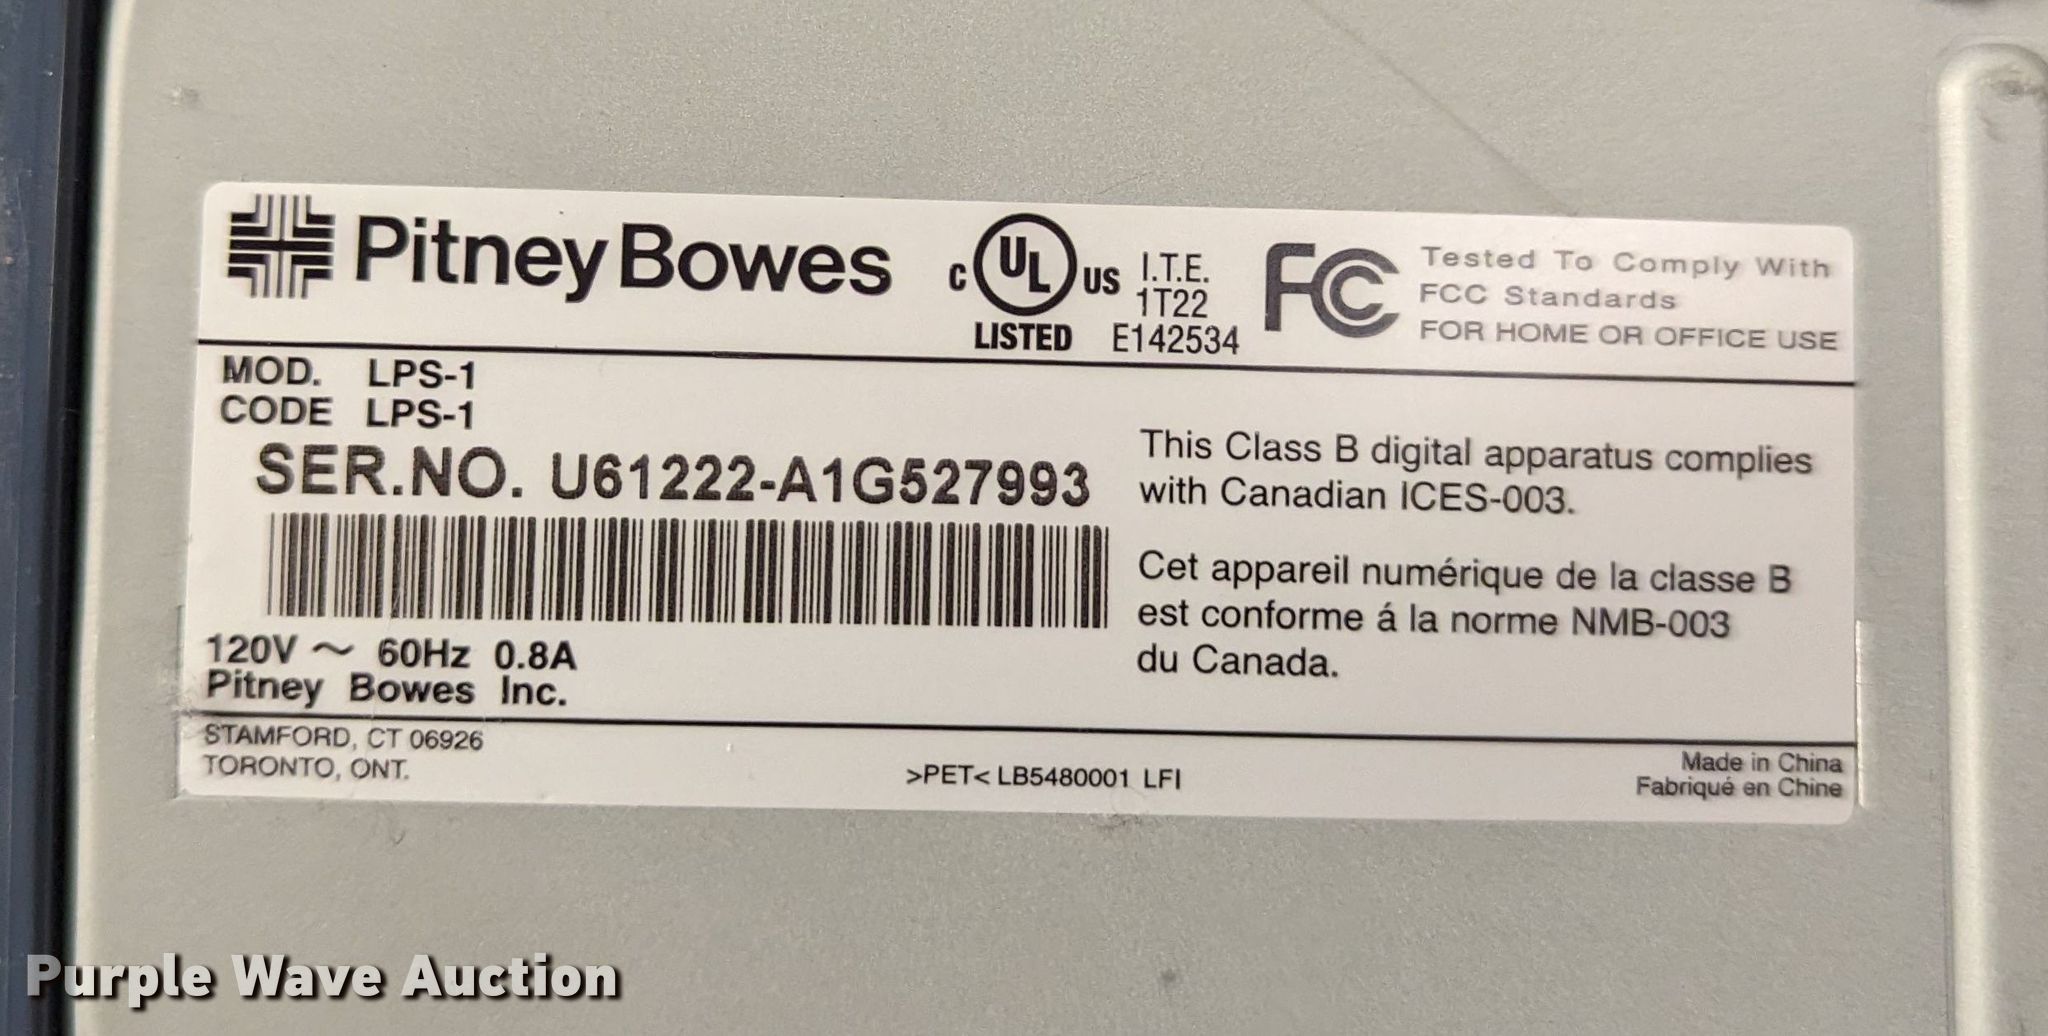 Pitney Bowes
C UL US
LISTED
I.T.E.
1T22
E142534
FC
Tested To Comply With
FCC Standards
FOR HOME OR OFFICE USE
MOD. LPS-1
CODE LPS-1
SER.NO. U61222-A1G527993
120V ~ 60Hz 0.8A
Pitney Bowes Inc.
This Class B digital apparatus complies
with Canadian ICES-003.
Cet appareil numérique de la classe B
est conforme á la norme NMB-003
du Canada.
STAMFORD, CT 06926
TORONTO, ONT.
>PET< LB5480001 LFI
Made in China
Fabriqué en Chine
Purple Wave Auction